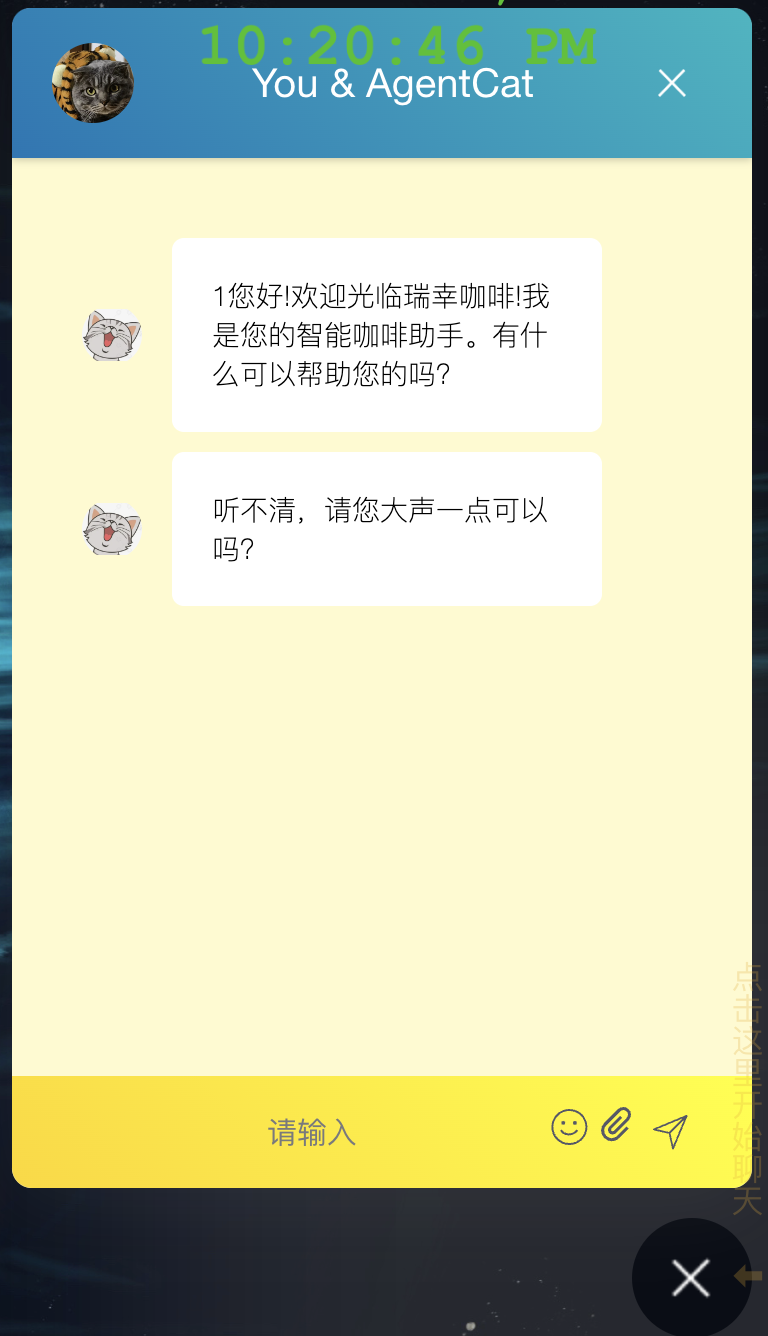 10:20:46 PM
You & AgentCat
1您好!欢迎光临瑞幸咖啡!我
是您的智能咖啡助手。有什
么可以帮助您的吗?
听不清，请您大声一点可以
吗?
点击这里开始聊天
请输入